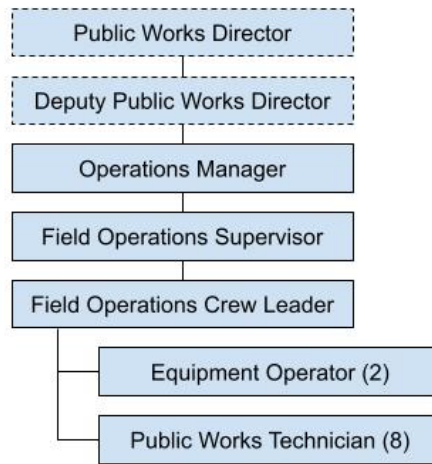 Public Works Director
Deputy Public Works Director
Operations Manager
Field Operations Supervisor
Field Operations Crew Leader
Equipment Operator (2)
Public Works Technician (8)